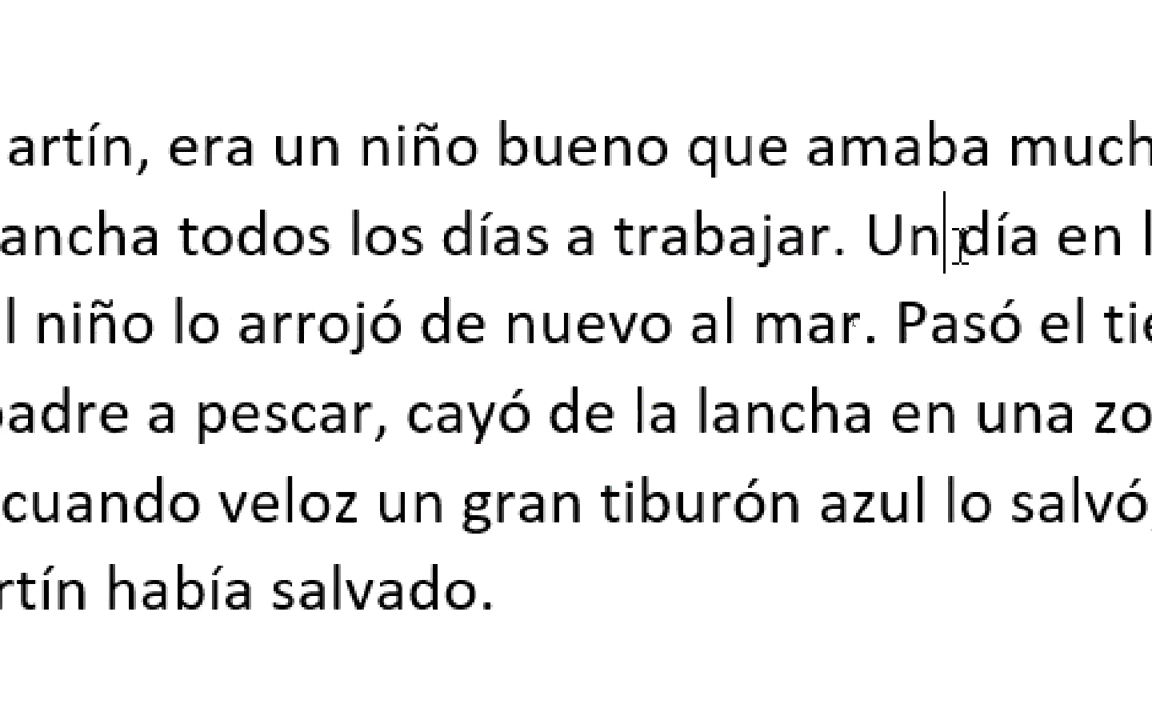 artín, era un niño bueno que amaba much
ancha todos los días a trabajar. Un día en l
l niño lo arrojó de nuevo al mar. Pasó el tie
padre a pescar, cayó de la lancha en una zo
cuando veloz un gran tiburón azul lo salvó,
rtín había salvado.